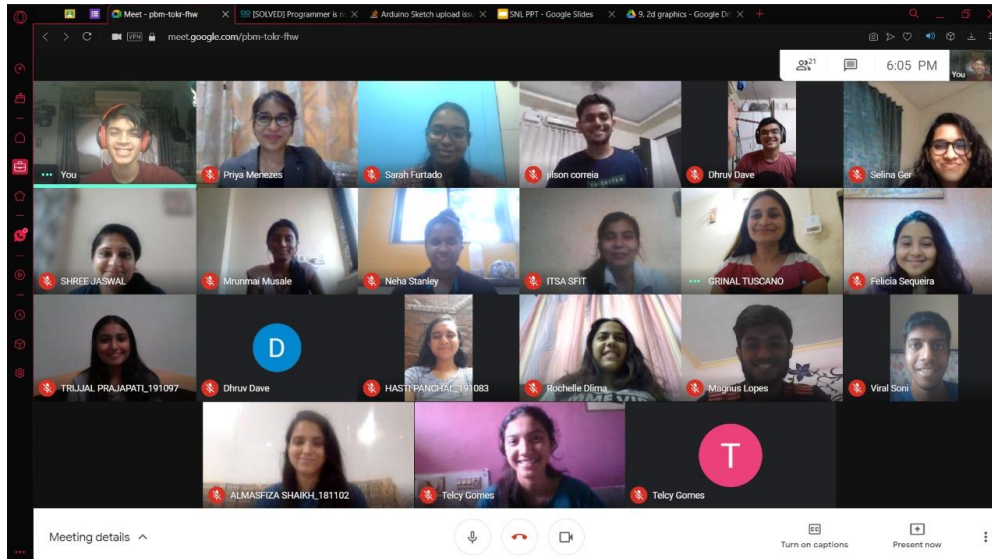 Meet - pbm-tokr-fhw
[SOLVED] Programmer is n
Arduino Sketch upload issu
SNL PPT - Google Slides
9. 2d graphics - Google Dri
VPN
meet.google.com/pbm-tokr-fhw
21
6:05 PM
You
You
Priya Menezes
Sarah Furtado
jilson correia
Dhruv Dave
Selina Ger
SHREE JASWAL
Mrunmai Musale
Neha Stanley
ITSA SFIT
GRINAL TUSCANO
Felicia Sequeira
TRIJJAL PRAJAPATI_191097
D
Dhruv Dave
HASTI PANCHAL_191083
Rochelle Dlima
Magnus Lopes
Viral Soni
ALMASFIZA SHAIKH_181102
Telcy Gomes
T
Telcy Gomes
Meeting details
CC
Turn on captions
Present now